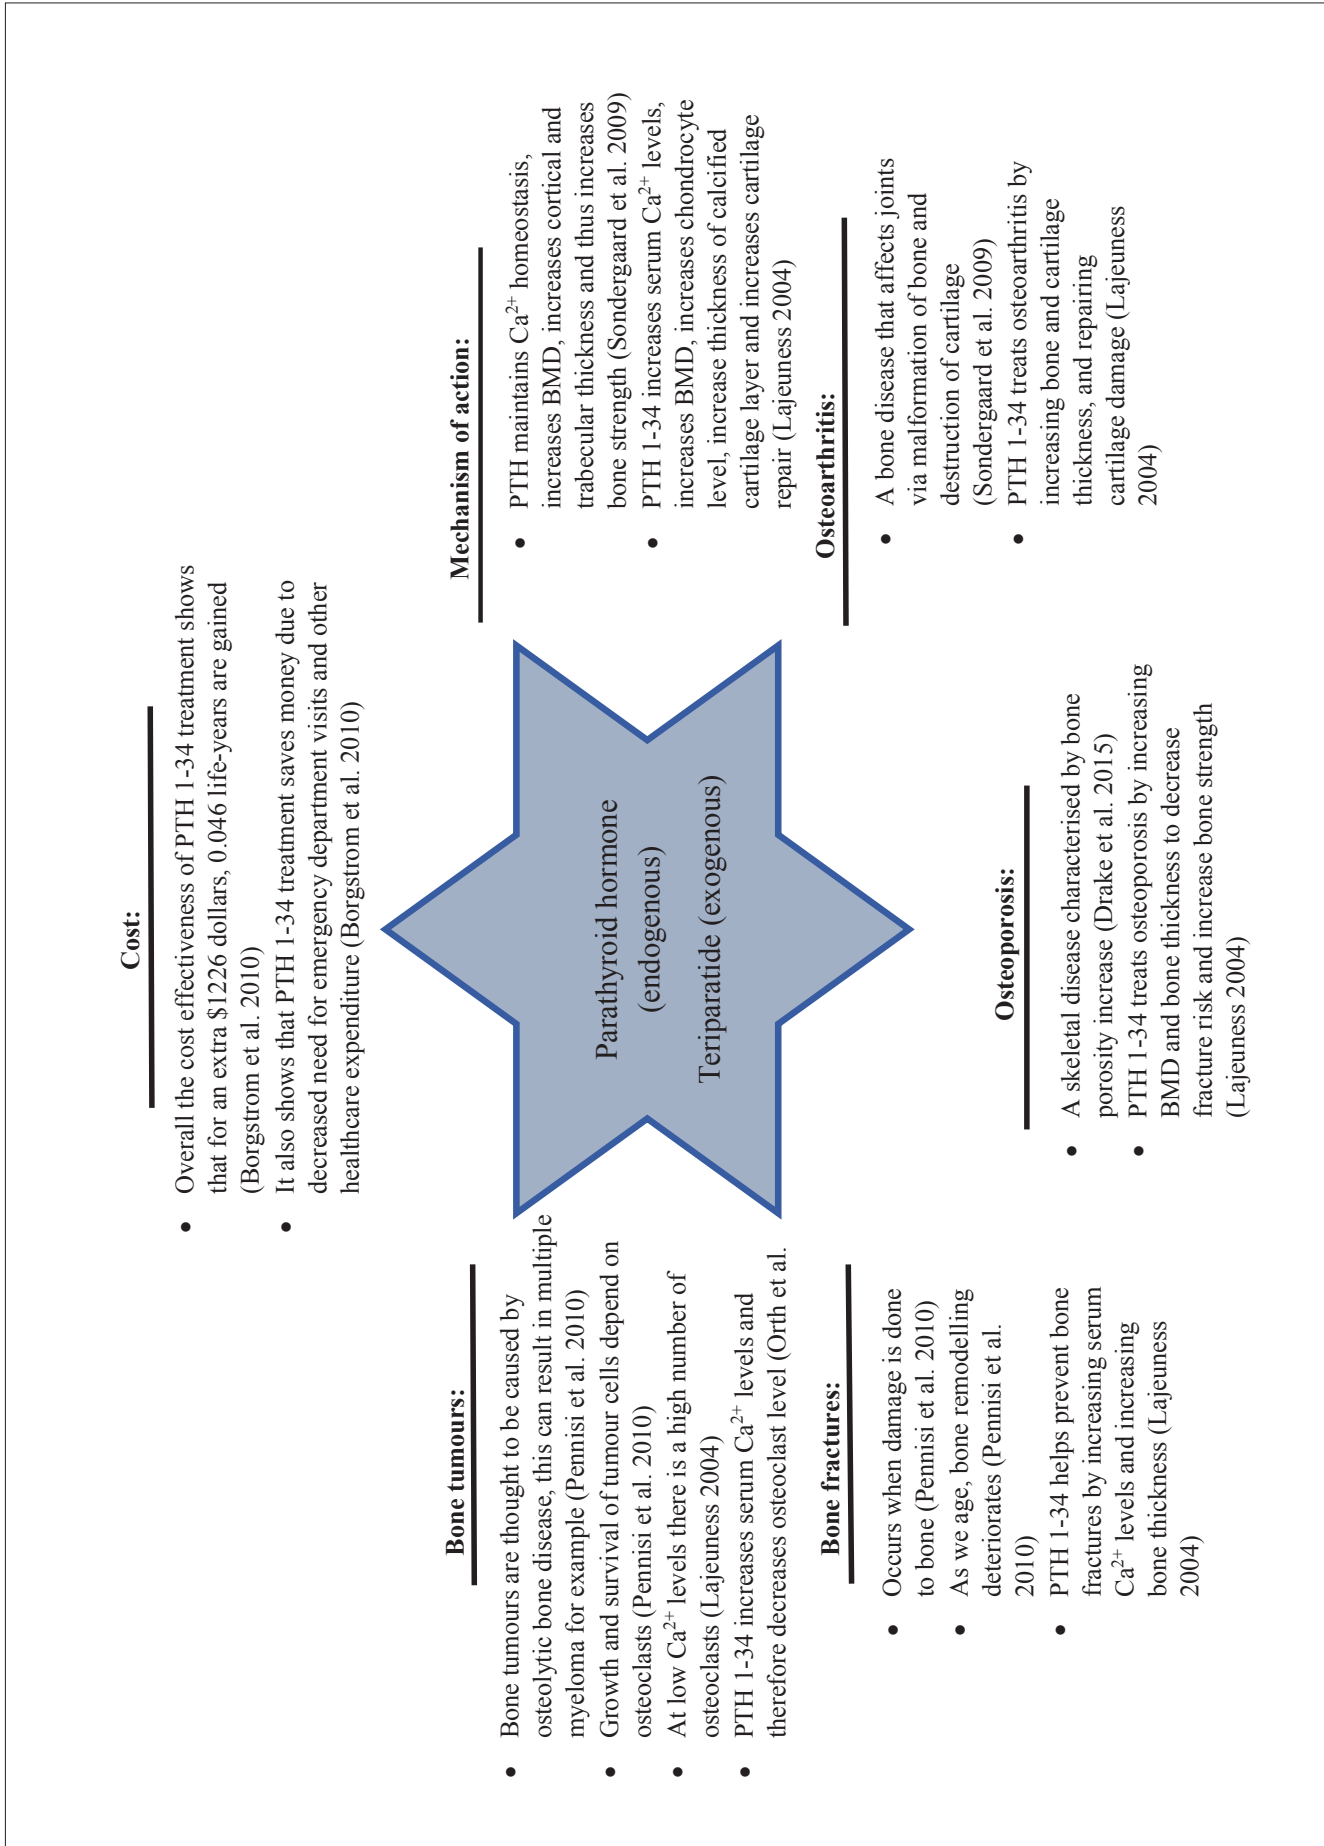 Cost:
• Overall the cost effectiveness of PTH 1-34 treatment shows
that for an extra $1226 dollars, 0.046 life-years are gained
(Borgstrom et al. 2010)
• It also shows that PTH 1-34 treatment saves money due to
decreased need for emergency department visits and other
healthcare expenditure (Borgstrom et al. 2010)
Bone tumours:
• Bone tumours are thought to be caused by
osteolytic bone disease, this can result in multiple
myeloma for example (Pennisi et al. 2010)
• Growth and survival of tumour cells depend on
osteoclasts (Pennisi et al. 2010)
• At low Ca²⁺ levels there is a high number of
osteoclasts (Lajeuness 2004)
• PTH 1-34 increases serum Ca²⁺ levels and
therefore decreases osteoclast level (Orth et al.
Parathyroid hormone
(endogenous)
Teriparatide (exogenous)
Mechanism of action:
• PTH maintains Ca²⁺ homeostasis,
increases BMD, increases cortical and
trabecular thickness and thus increases
bone strength (Sondergaard et al. 2009)
• PTH 1-34 increases serum Ca²⁺ levels,
increases BMD, increases chondrocyte
level, increase thickness of calcified
cartilage layer and increases cartilage
repair (Lajeuness 2004)
Bone fractures:
• Occurs when damage is done
to bone (Pennisi et al. 2010)
• As we age, bone remodelling
deteriorates (Pennisi et al.
2010)
• PTH 1-34 helps prevent bone
fractures by increasing serum
Ca²⁺ levels and increasing
bone thickness (Lajeuness
2004)
Osteoporosis:
• A skeletal disease characterised by bone
porosity increase (Drake et al. 2015)
• PTH 1-34 treats osteoporosis by increasing
BMD and bone thickness to decrease
fracture risk and increase bone strength
(Lajeuness 2004)
Osteoarthritis:
• A bone disease that affects joints
via malformation of bone and
destruction of cartilage
(Sondergaard et al. 2009)
• PTH 1-34 treats osteoarthritis by
increasing bone and cartilage
thickness, and repairing
cartilage damage (Lajeuness
2004)